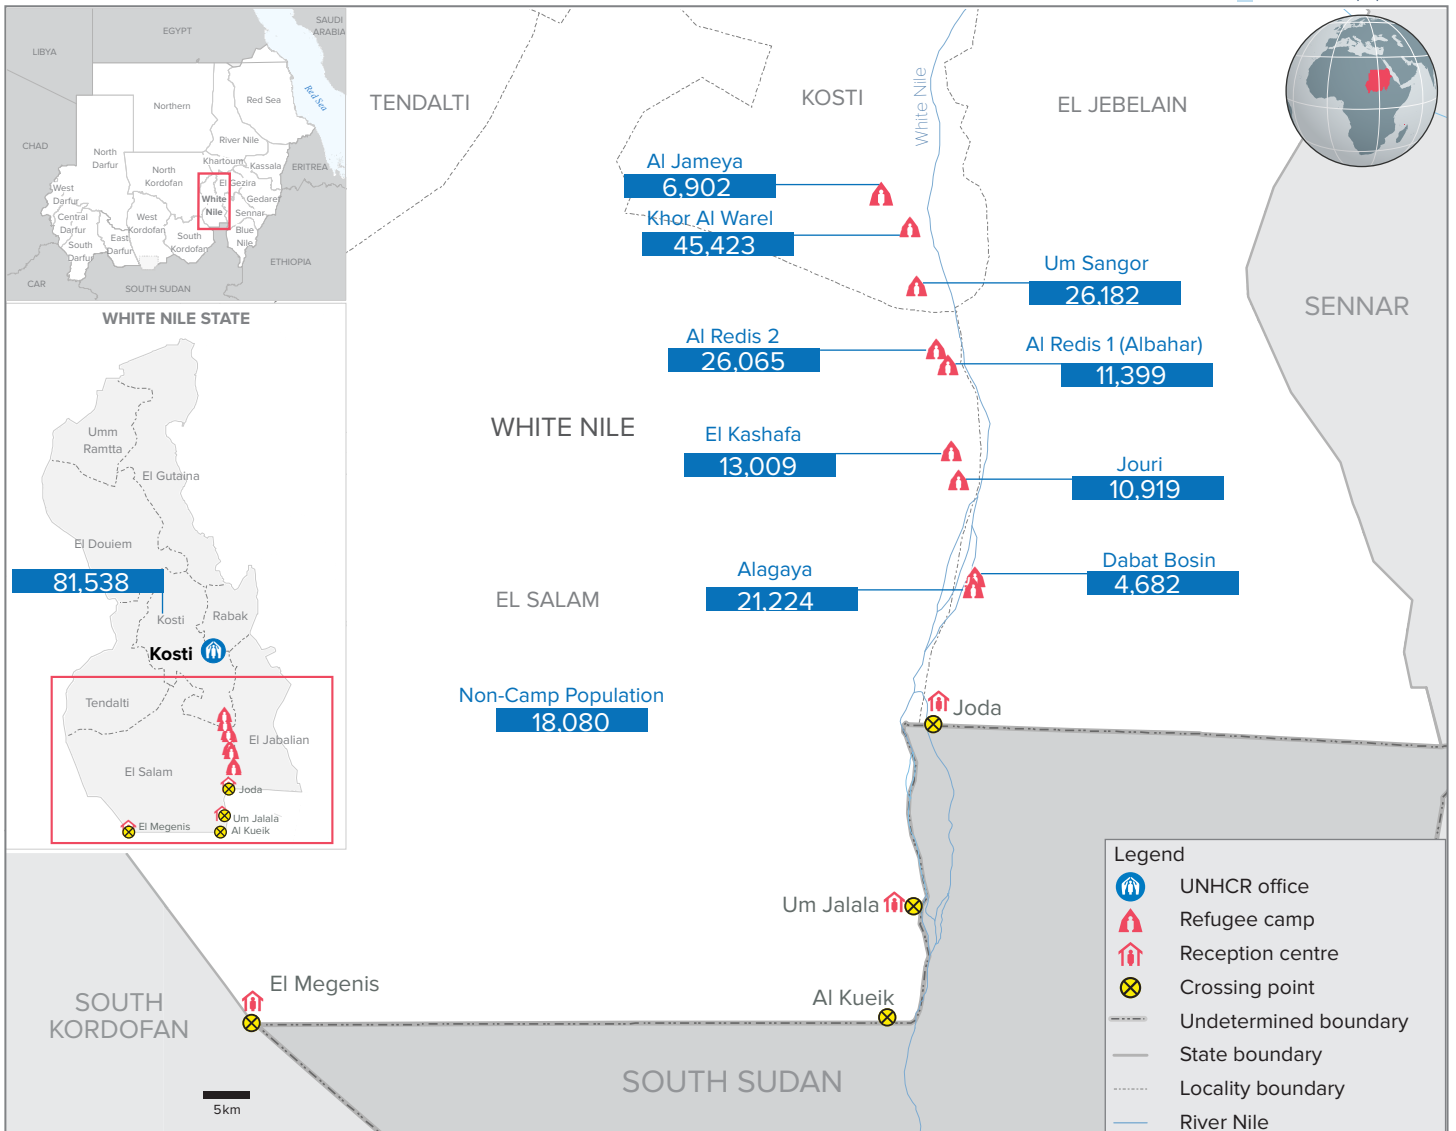 EGYPT
SAUDI
ARABIA
LIBYA
Red Sea
Northern
Red Sea
CHAD
River Nile
North
Darfur
Khartoum
Kassala
ERITREA
North
Kordofan
El Gezira
West
Darfur
White
Nile
Gedaref
Central
Darfur
West
Kordofan
Sennar
South
Darfur
East
Darfur
South
Kordofan
Blue
Nile
ETHIOPIA
CAR
SOUTH SUDAN
WHITE NILE STATE
Umm
Ramtta
El Gutaina
El Douiem
81,538
Kosti
Rabak
Kosti
Tendalti
El Jabalian
El Salam
Joda
Um Jalala
El Megenis
Al Kueik
TENDALTI
KOSTI
White Nile
EL JEBELAIN
Al Jameya
6,902
Khor Al Warel
45,423
Um Sangor
26,182
SENNAR
Al Redis 2
26,065
Al Redis 1 (Albahar)
11,399
WHITE NILE
El Kashafa
13,009
Jouri
10,919
Alagaya
21,224
Dabat Bosin
4,682
EL SALAM
Non-Camp Population
18,080
Joda
Um Jalala
El Megenis
Al Kueik
SOUTH
KORDOFAN
SOUTH SUDAN
5km
Legend
UNHCR office
Refugee camp
Reception centre
Crossing point
Undetermined boundary
State boundary
Locality boundary
River Nile